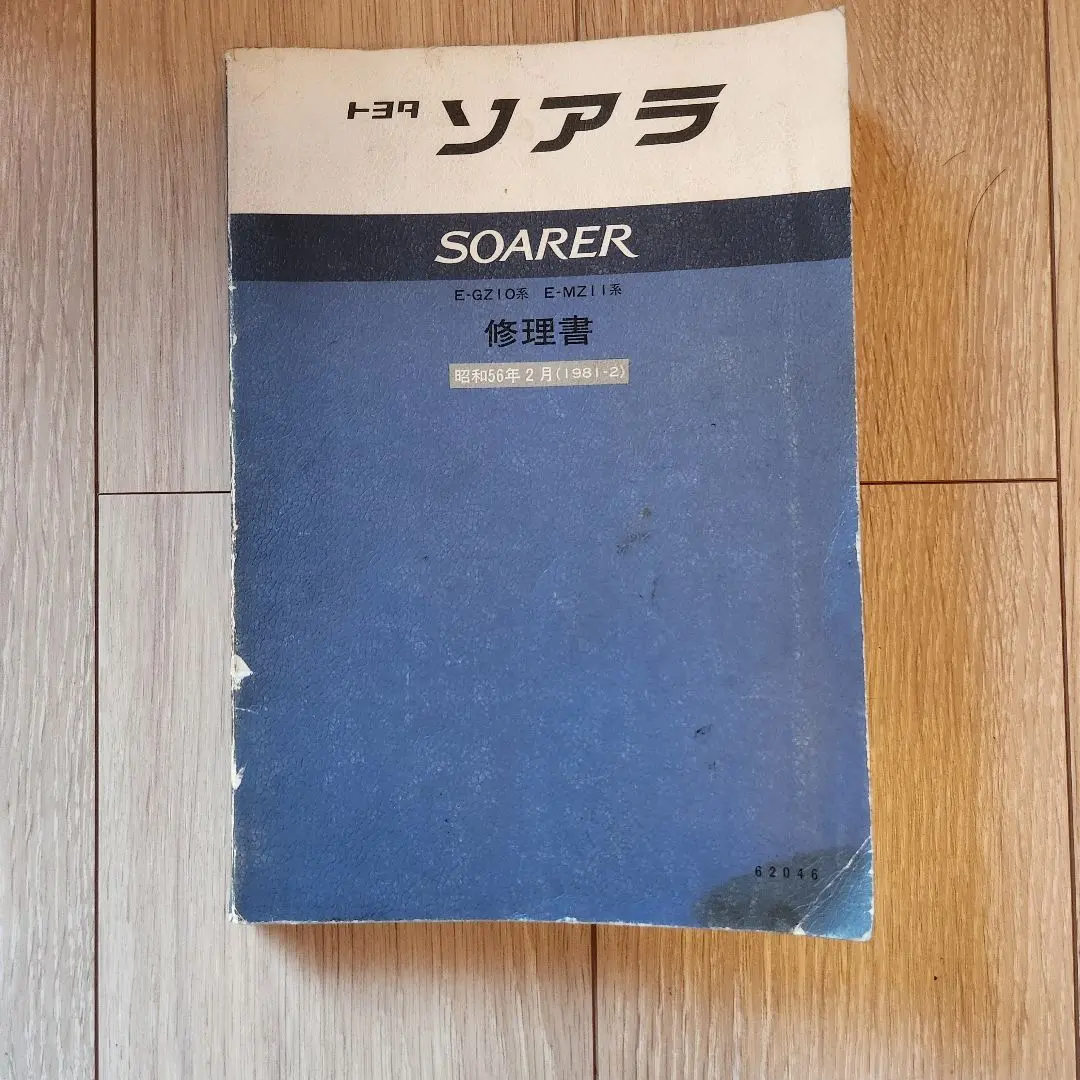 トヨタ ソアラ
SOARER
E-GZ10系 E-MZ11系
修理書
昭和56年2月(1981-2)
62046